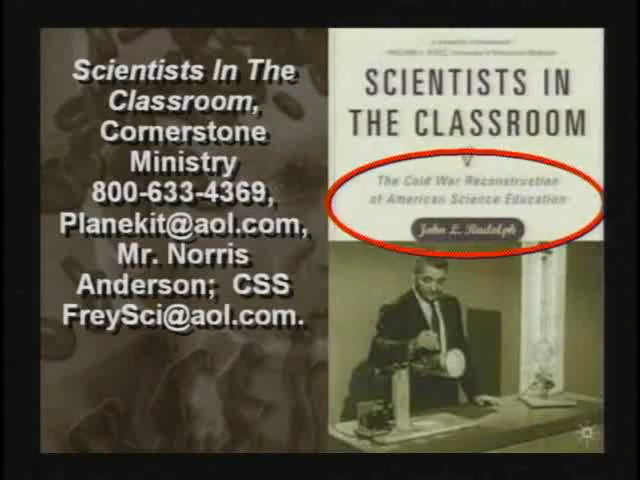 Scientists In The
Classroom,
Cornerstone
Ministry
800-633-4369,
Planekit@aol.com,
Mr. Norris
Anderson; CSS
FreySci@aol.com.
SCIENTISTS IN
THE CLASSROOM
The Cold War Reconstruction
of American Science Education
John L. Rudolph